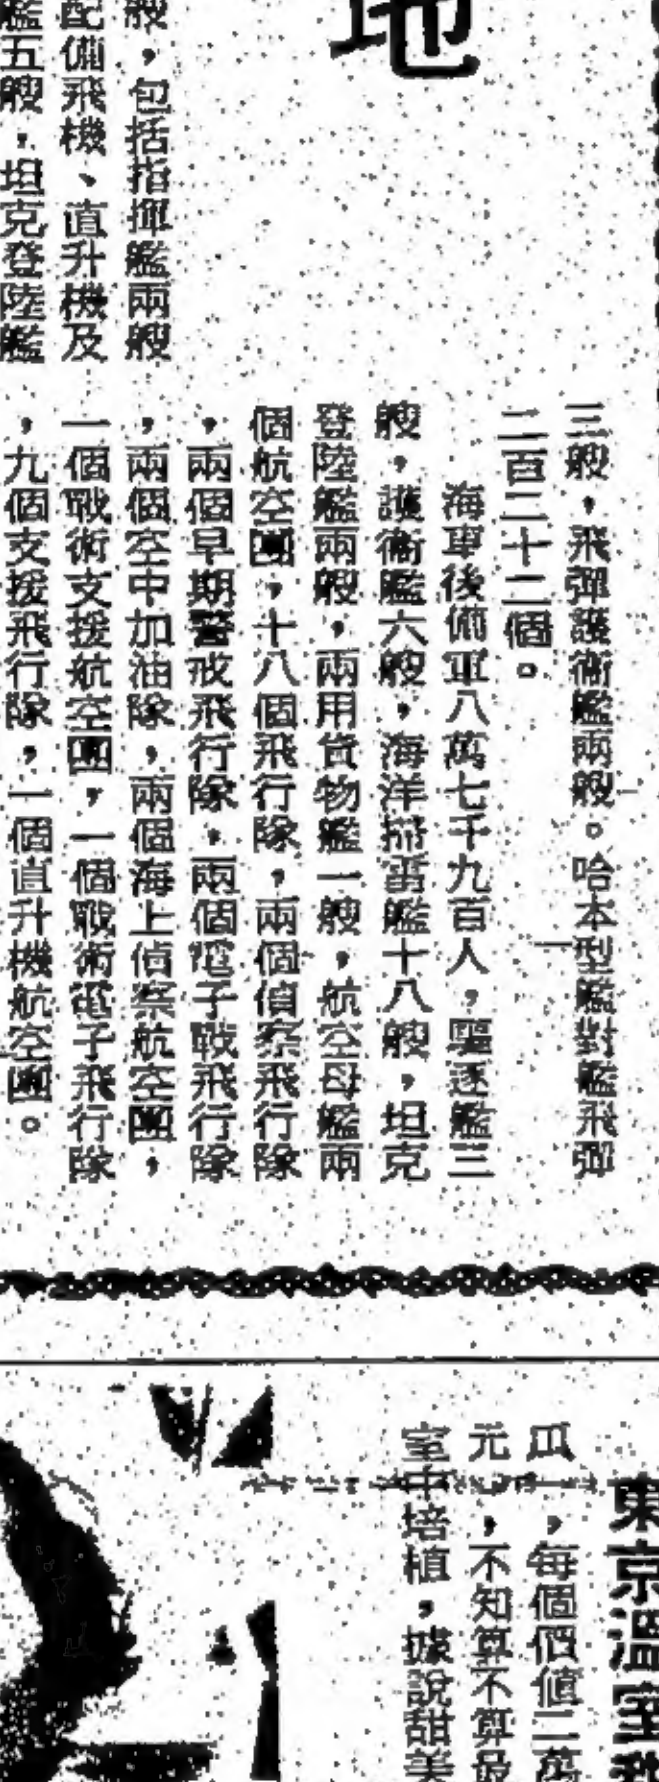 地
艘，包括指揮艦兩艘
配備飛機、直升機及
艦五艘，坦克登陸艦
三艘，飛彈護衞艦兩艘。哈本型艦對艦飛彈
二百二十二個。
海軍後備軍八萬七千九百人，驅逐艦三
艘，護衞艦六艘，海洋掃雷艦十八艘，坦克
登陸艦兩艘，兩用貨物艦一艘，航空母艦兩
個航空團，十八個飛行隊，兩個偵察飛行隊
，兩個早期警戒飛行隊，兩個電子戰飛行隊
，兩個空中加油隊，兩個海上偵察航空團，
一個戰術支援航空團，一個戰術電子飛行隊
，九個支援飛行隊，一個直升機航空團。
東京溫室
瓜一，每個價值二萬
元，不知算不算最
室中培植，據說甜美